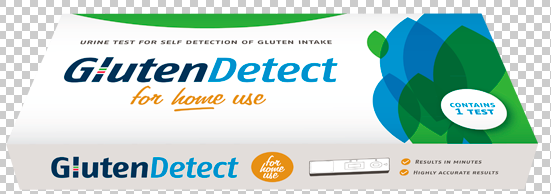 URINE TEST FOR SELF DETECTION OF GLUTEN INTAKE
GlutenDetect
for home use
CONTAINS
1 TEST
GlutenDetect
for
home
use
RESULTS IN MINUTES
HIGHLY ACCURATE RESULTS